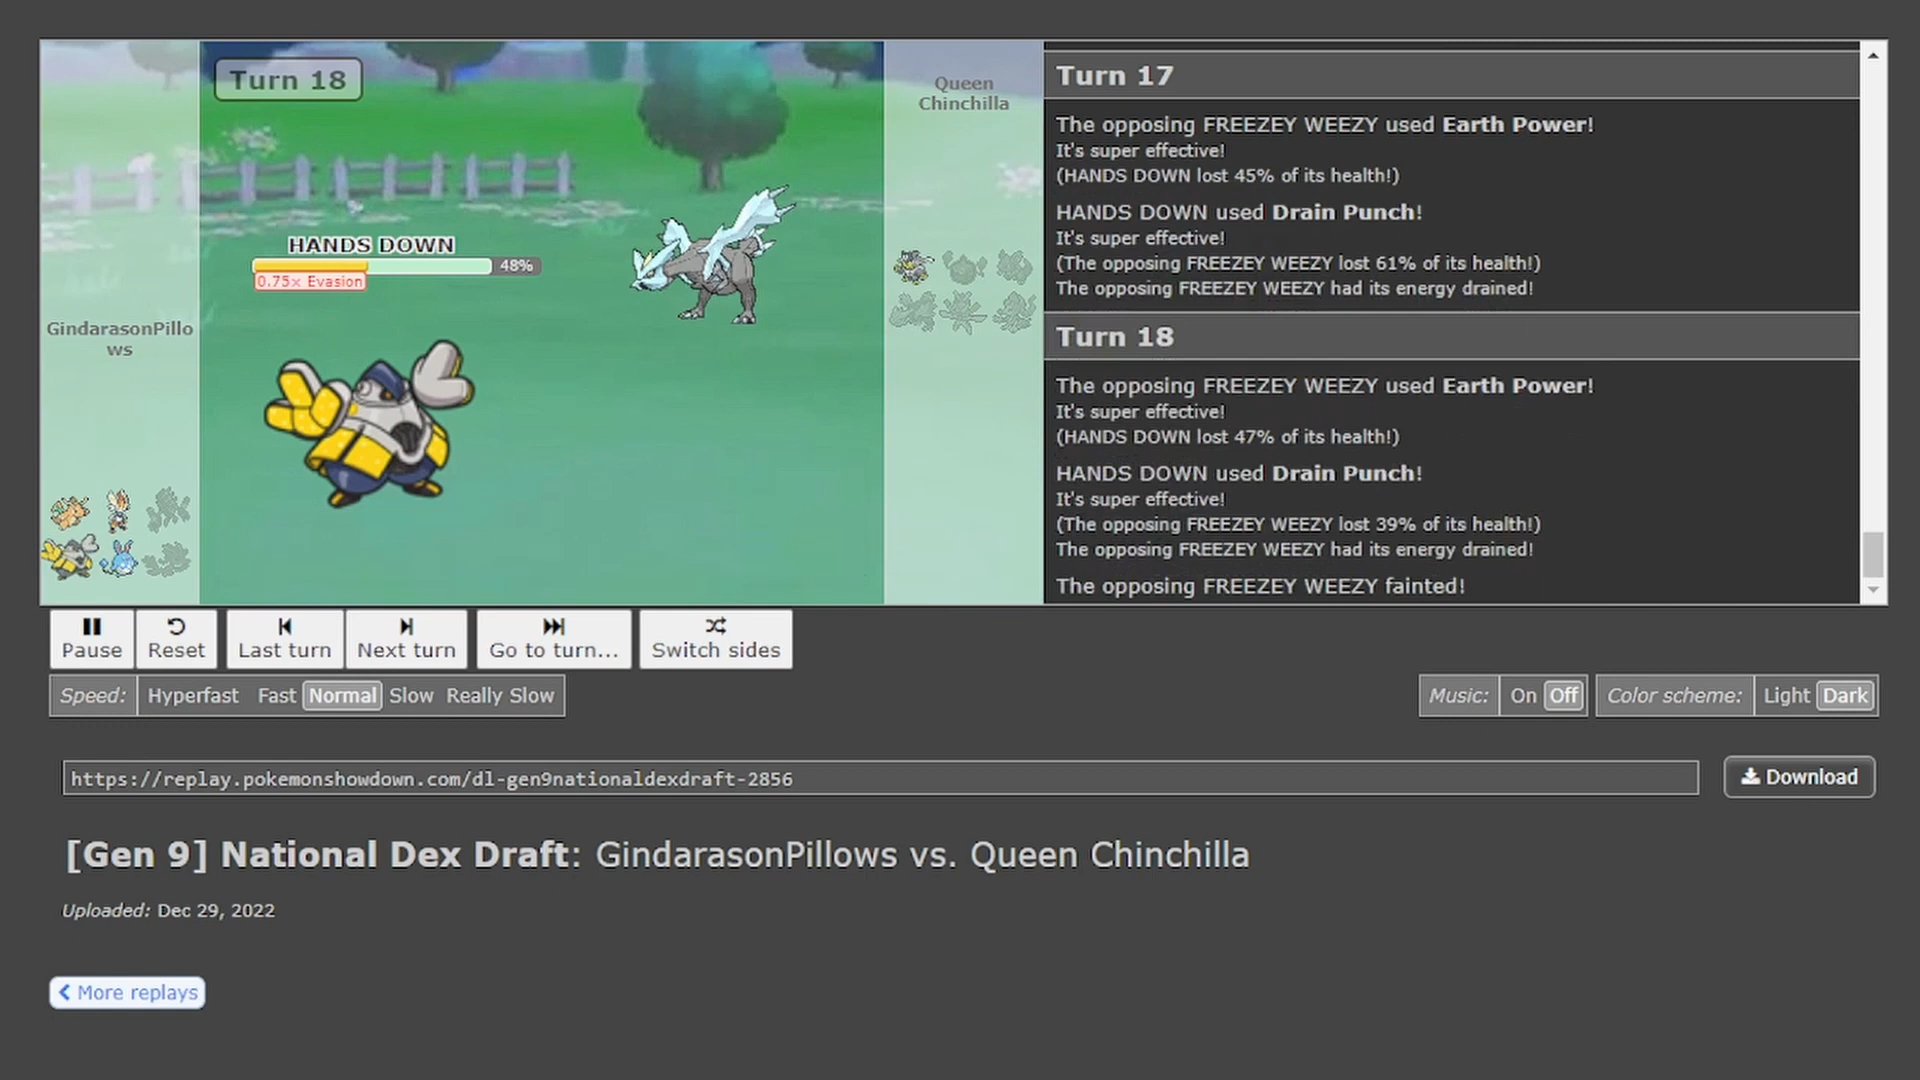 Turn 18
HANDS DOWN
48%
0.75× Evasion
GindarasonPillo
ws
Queen
Chinchilla
Turn 17
The opposing FREEZEY WEEZY used Earth Power!
It's super effective!
(HANDS DOWN lost 45% of its health!)
HANDS DOWN used Drain Punch!
It's super effective!
(The opposing FREEZEY WEEZY lost 61% of its health!)
The opposing FREEZEY WEEZY had its energy drained!
Turn 18
The opposing FREEZEY WEEZY used Earth Power!
It's super effective!
(HANDS DOWN lost 47% of its health!)
HANDS DOWN used Drain Punch!
It's super effective!
(The opposing FREEZEY WEEZY lost 39% of its health!)
The opposing FREEZEY WEEZY had its energy drained!
The opposing FREEZEY WEEZY fainted!
Pause Reset Last turn Next turn Go to turn... Switch sides
Speed: Hyperfast Fast Normal Slow Really Slow
Music: On Off Color scheme: Light Dark
https://replay.pokemonshowdown.com/dl-gen9nationaldexdraft-2856
Download
[Gen 9] National Dex Draft: GindarasonPillows vs. Queen Chinchilla
Uploaded: Dec 29, 2022
More replays